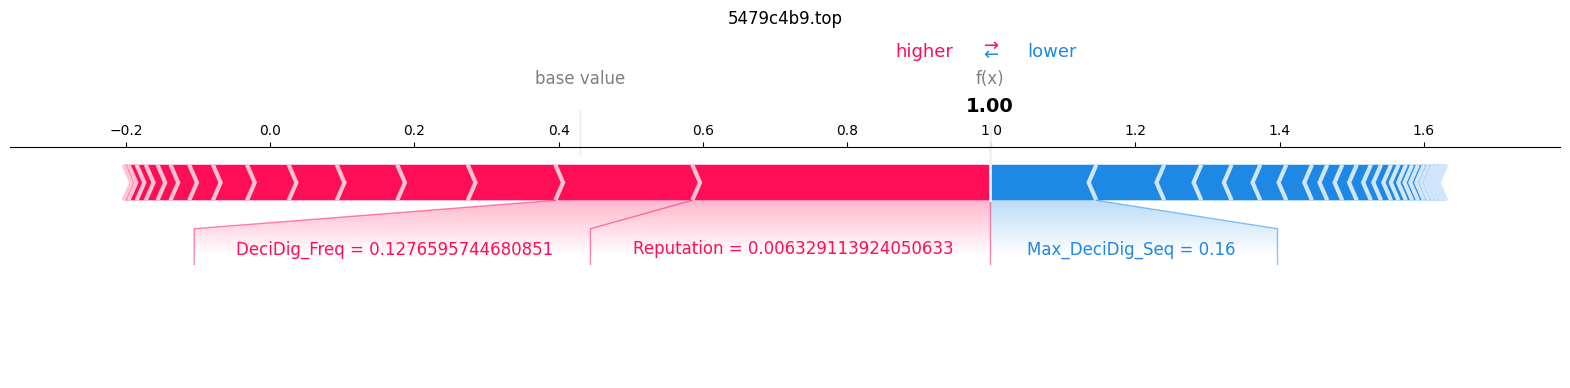 5479c4b9.top
higher ⇄ lower
base value f(x)
1.00
−0.2 0.0 0.2 0.4 0.6 0.8 1.0 1.2 1.4 1.6
DeciDig_Freq = 0.1276595744680851 Reputation = 0.006329113924050633 Max_DeciDig_Seq = 0.16